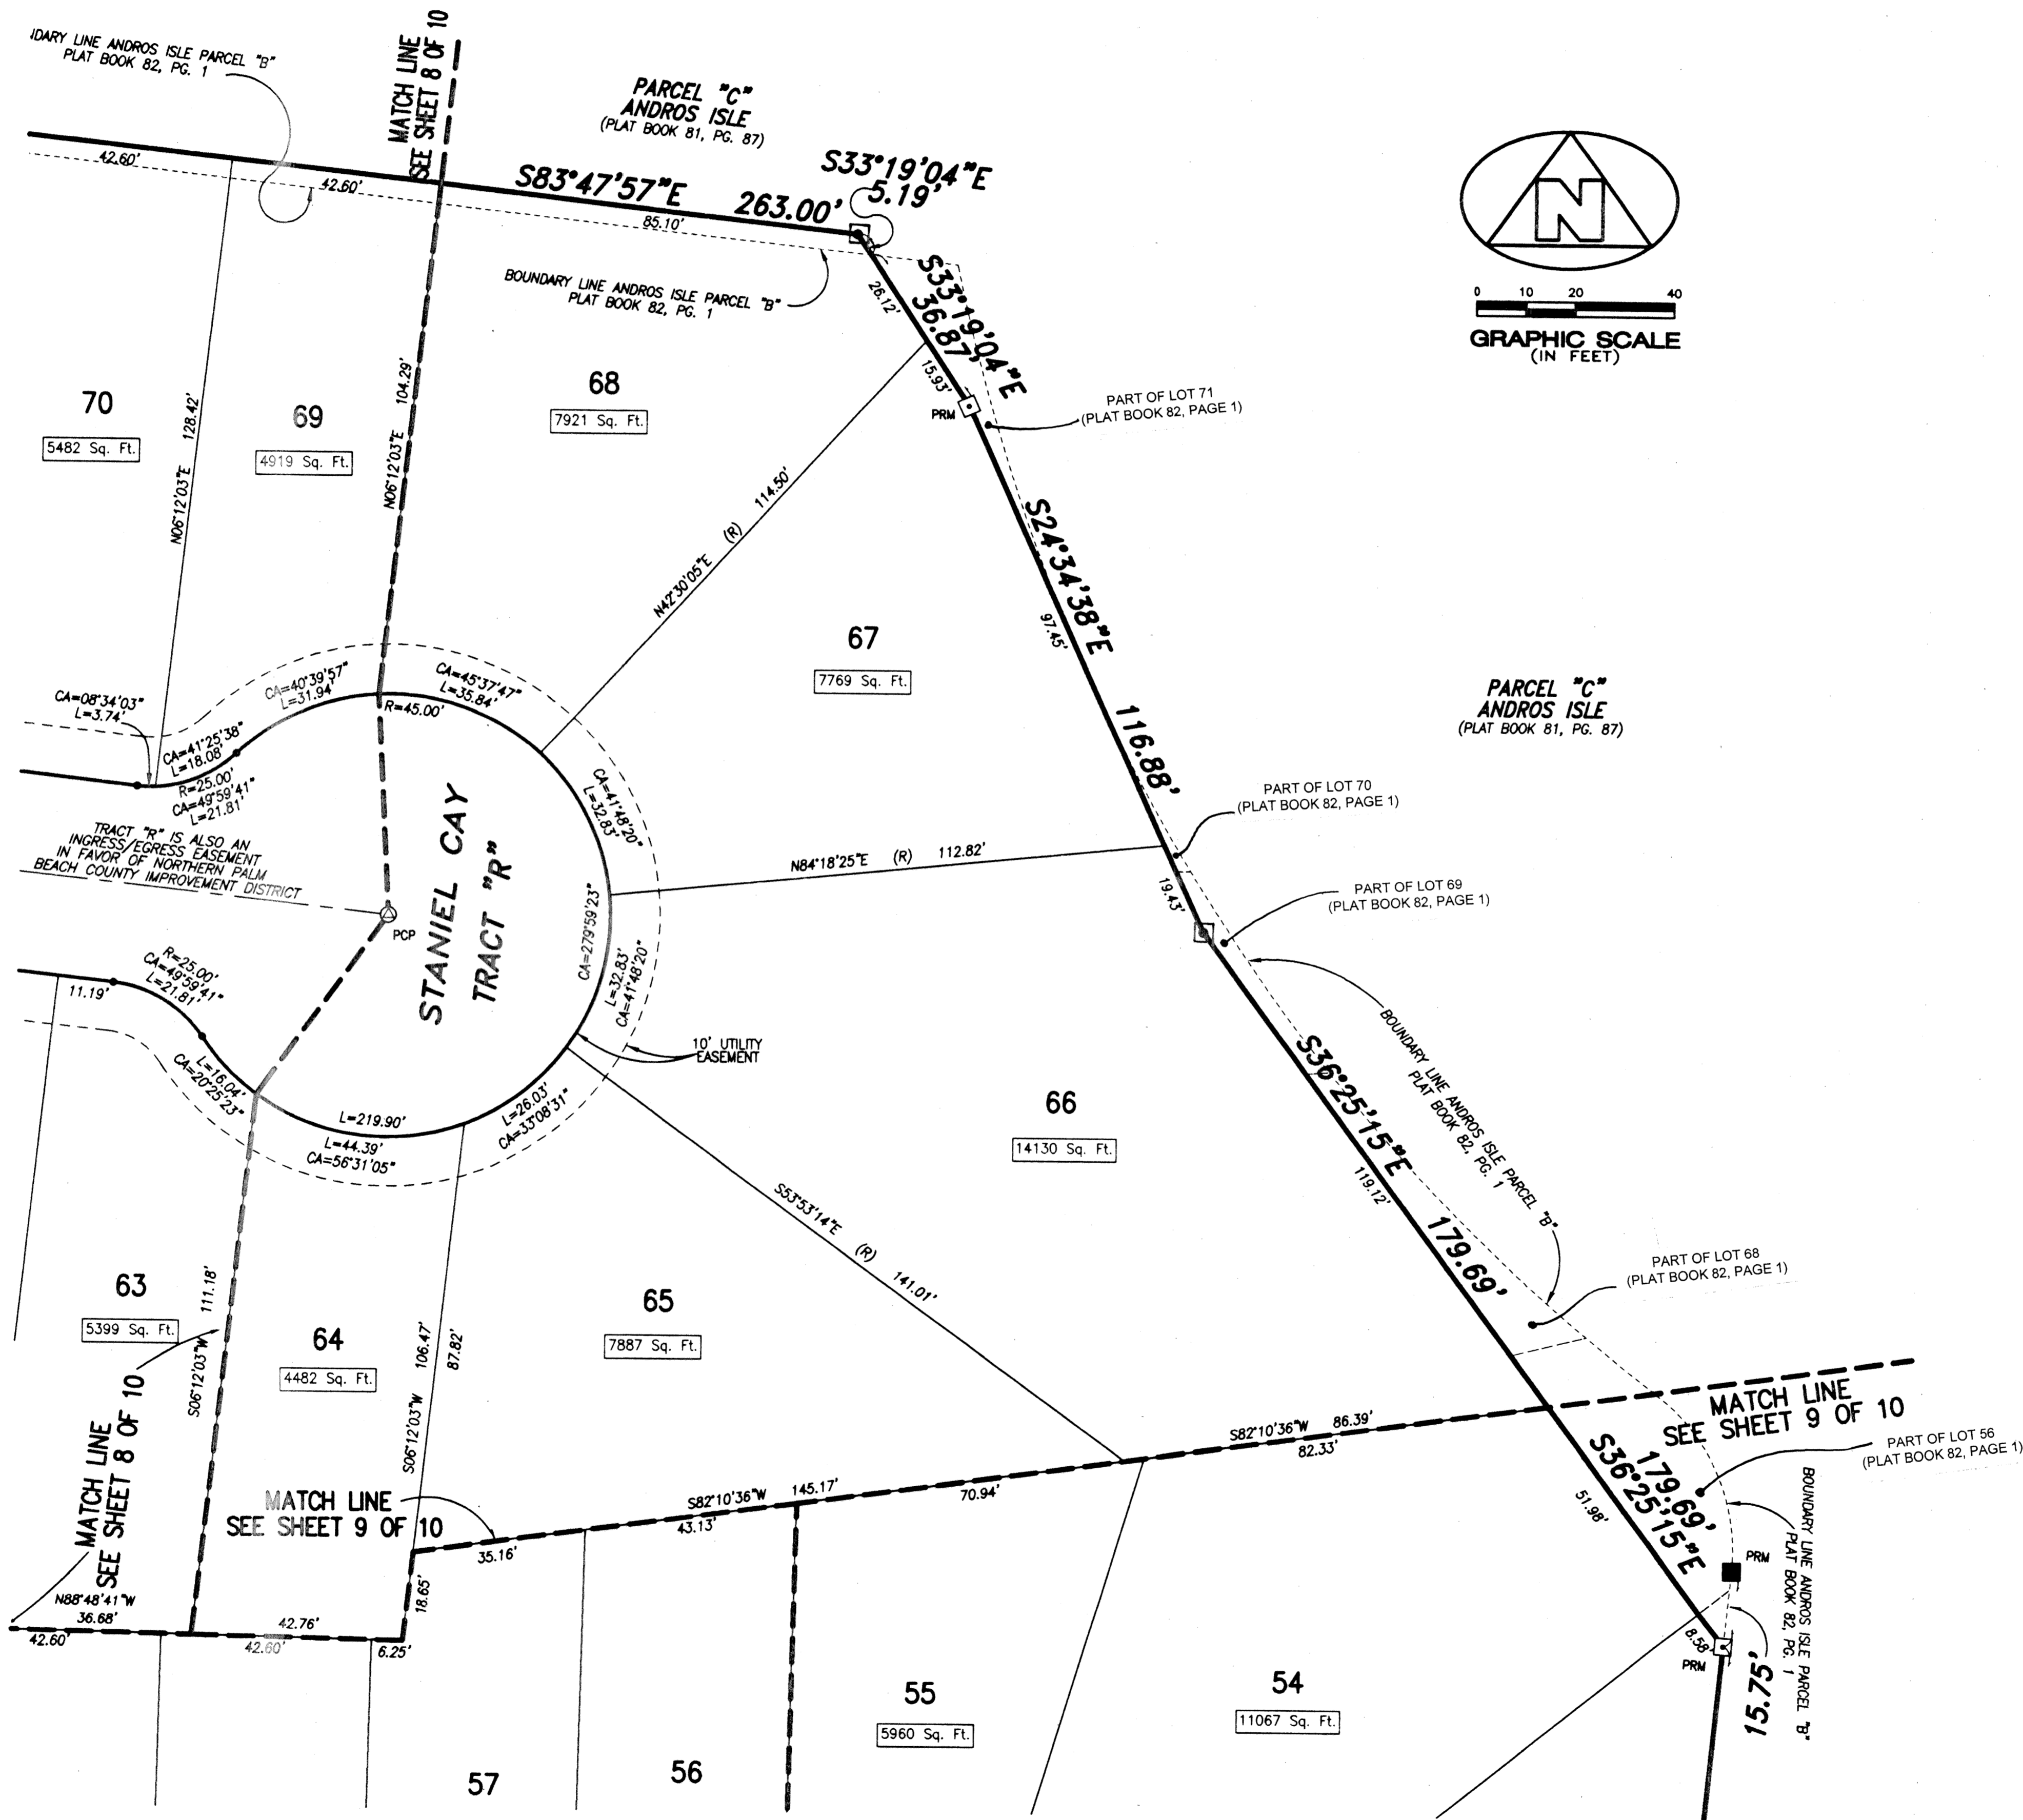 IDARY LINE ANDROS ISLE PARCEL "B"
PLAT BOOK 82, PG. 1
MATCH LINE
SEE SHEET 8 OF 10
PARCEL "C"
ANDROS ISLE
(PLAT BOOK 81, PG. 87)
42.60'
42.60'
S83°47'57"E 263.00'
85.10'
S33°19'04"E
5.19'
BOUNDARY LINE ANDROS ISLE PARCEL "B"
PLAT BOOK 82, PG. 1
26.12'
S33°19'04"E
36.87'
15.93'
PRM
0 10 20 40
GRAPHIC SCALE
(IN FEET)
N
PART OF LOT 71
(PLAT BOOK 82, PAGE 1)
70
5482 Sq. Ft.
N06°12'03"E 128.42'
69
4919 Sq. Ft.
N06°12'03"E 104.29'
68
7921 Sq. Ft.
N42°30'05"E (R) 114.50'
S24°34'38"E 116.88'
97.45'
67
7769 Sq. Ft.
PARCEL "C"
ANDROS ISLE
(PLAT BOOK 81, PG. 87)
CA=08°34'03"
L=3.74'
CA=40°39'57"
L=31.94'
CA=45°37'47"
L=35.84'
R=45.00'
CA=41°25'38"
L=18.08'
R=25.00'
CA=49°59'41"
L=21.81'
CA=41°48'20"
L=32.83'
TRACT "R" IS ALSO AN
INGRESS/EGRESS EASEMENT
IN FAVOR OF NORTHERN PALM
BEACH COUNTY IMPROVEMENT DISTRICT
STANIEL CAY
TRACT "R"
PCP
N84°18'25"E (R) 112.82'
PART OF LOT 70
(PLAT BOOK 82, PAGE 1)
19.43'
PART OF LOT 69
(PLAT BOOK 82, PAGE 1)
CA=279°59'23"
L=32.83'
CA=41°48'20"
R=25.00'
CA=49°59'41"
L=21.81'
11.19'
10' UTILITY
EASEMENT
L=16.04'
CA=20°25'23"
L=219.90'
L=44.39'
CA=56°31'05"
L=26.03'
CA=33°08'31"
BOUNDARY LINE ANDROS ISLE PARCEL "B"
PLAT BOOK 82, PG. 1
S36°25'15"E 179.69'
119.12'
66
14130 Sq. Ft.
S53°53'14"E (R) 141.01'
PART OF LOT 68
(PLAT BOOK 82, PAGE 1)
63
5399 Sq. Ft.
S06°12'03"W 111.18'
64
4482 Sq. Ft.
S06°12'03"W 106.47'
87.82'
65
7887 Sq. Ft.
MATCH LINE
SEE SHEET 8 OF 10
MATCH LINE
SEE SHEET 9 OF 10
MATCH LINE
SEE SHEET 9 OF 10
S82°10'36"W 86.39'
82.33'
S82°10'36"W 145.17'
43.13'
70.94'
35.16'
PART OF LOT 56
(PLAT BOOK 82, PAGE 1)
179.69'
S36°25'15"E
51.98'
BOUNDARY LINE ANDROS ISLE PARCEL "B"
PLAT BOOK 82, PG. 1
PRM
8.58'
PRM
15.75'
N88°48'41"W
36.68'
42.60'
42.76'
42.60'
18.65'
6.25'
57
56
55
5960 Sq. Ft.
54
11067 Sq. Ft.